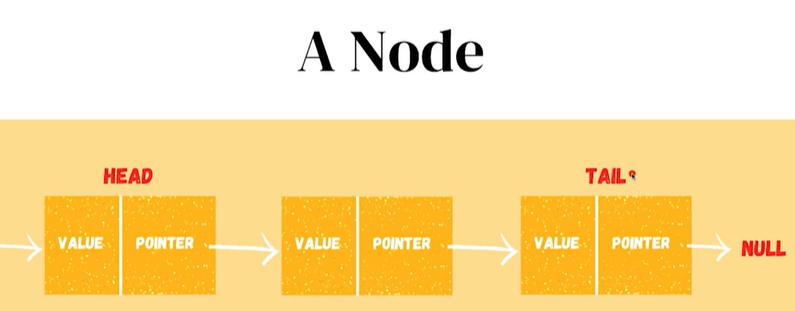 A Node
HEAD
TAIL
VALUE POINTER
VALUE POINTER
VALUE POINTER
NULL